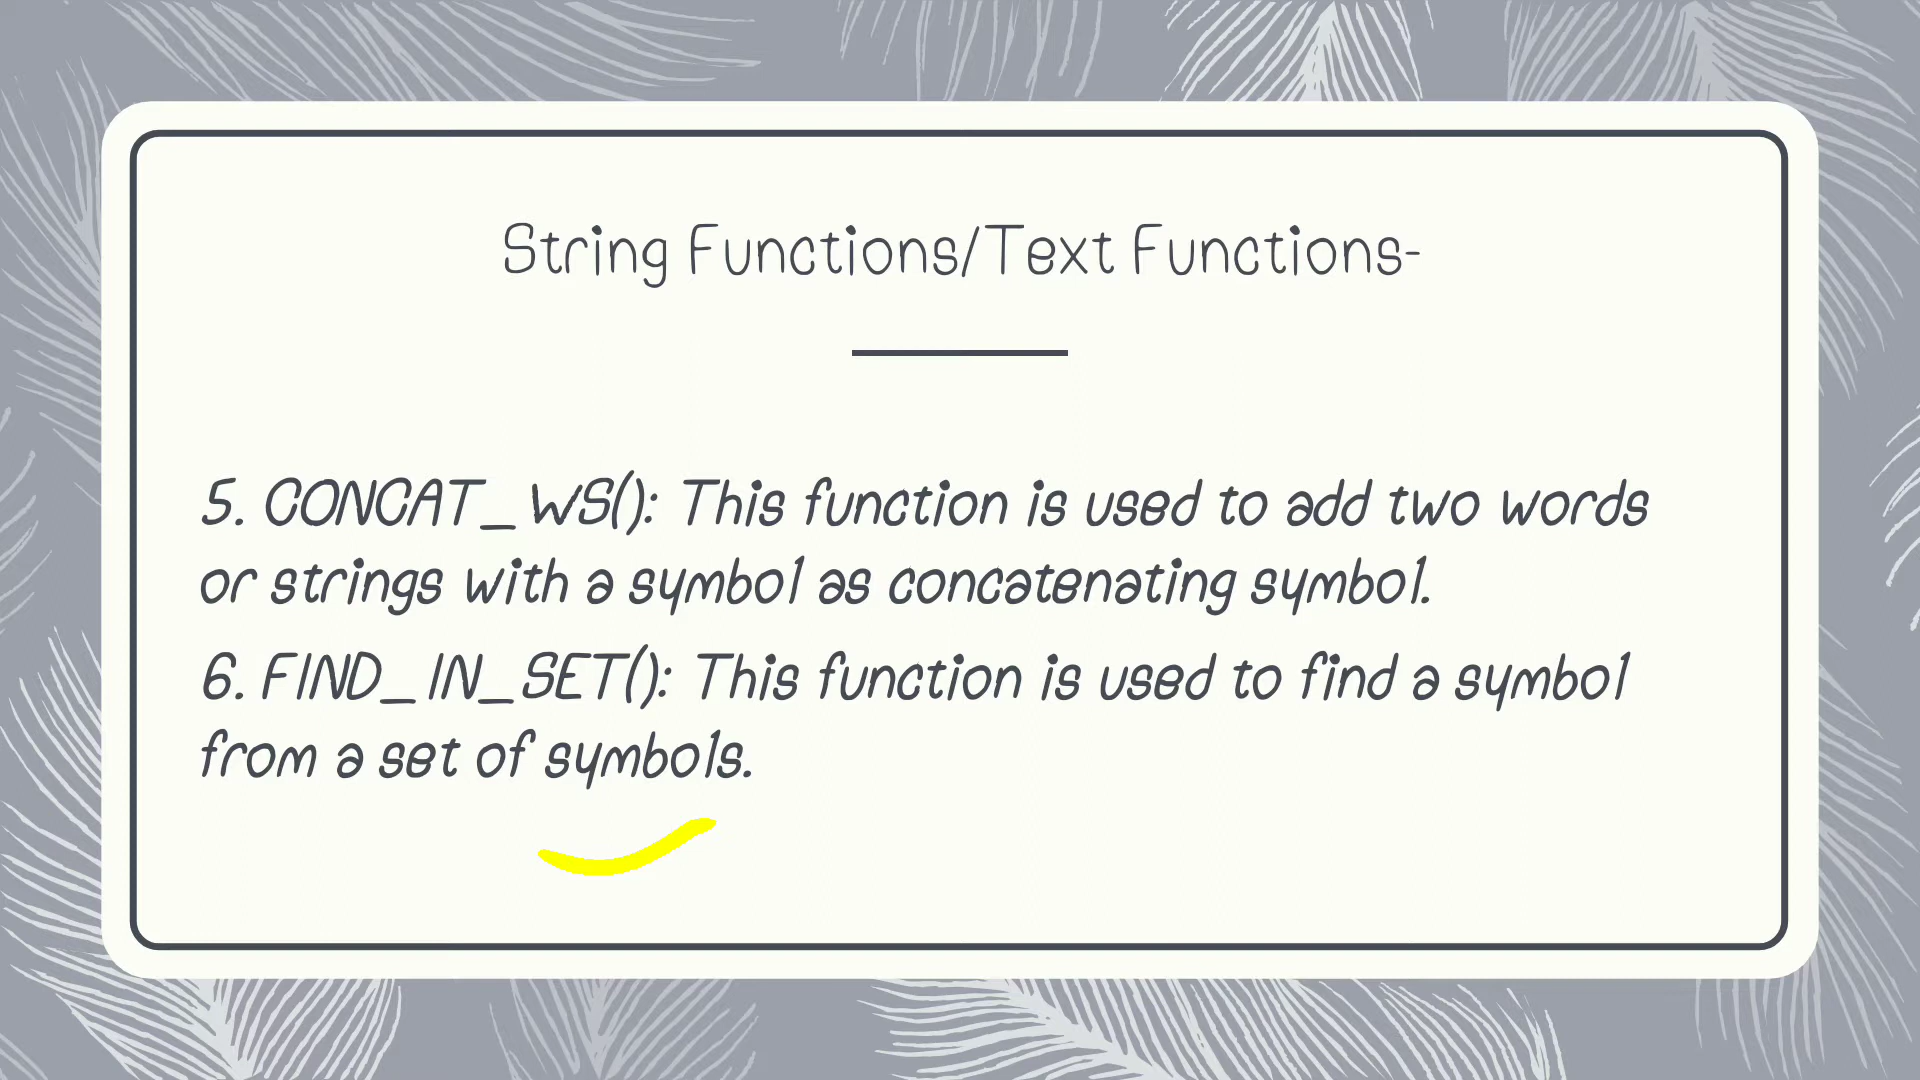 String Functions/Text Functions-
5. CONCAT_WS(): This function is used to add two words
or strings with a symbol as concatenating symbol.
6. FIND_IN_SET(): This function is used to find a symbol
from a set of symbols.